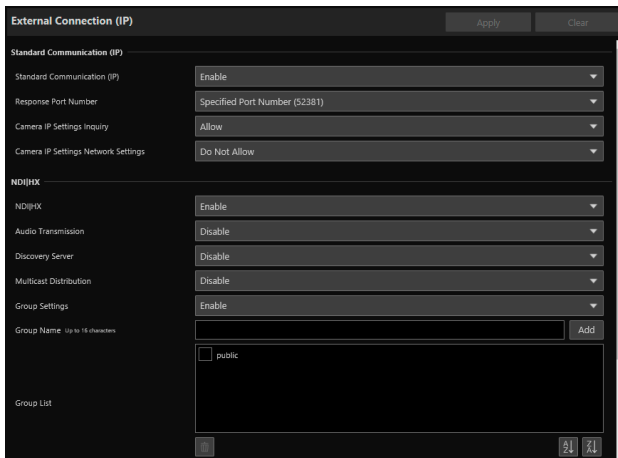 External Connection (IP)
Apply
Clear
Standard Communication (IP)
Standard Communication (IP) Enable
Response Port Number Specified Port Number (52381)
Camera IP Settings Inquiry Allow
Camera IP Settings Network Settings Do Not Allow
NDI|HX
NDI|HX Enable
Audio Transmission Disable
Discovery Server Disable
Multicast Distribution Disable
Group Settings Enable
Group Name Up to 16 characters Add
public
Group List
A Z
Z A